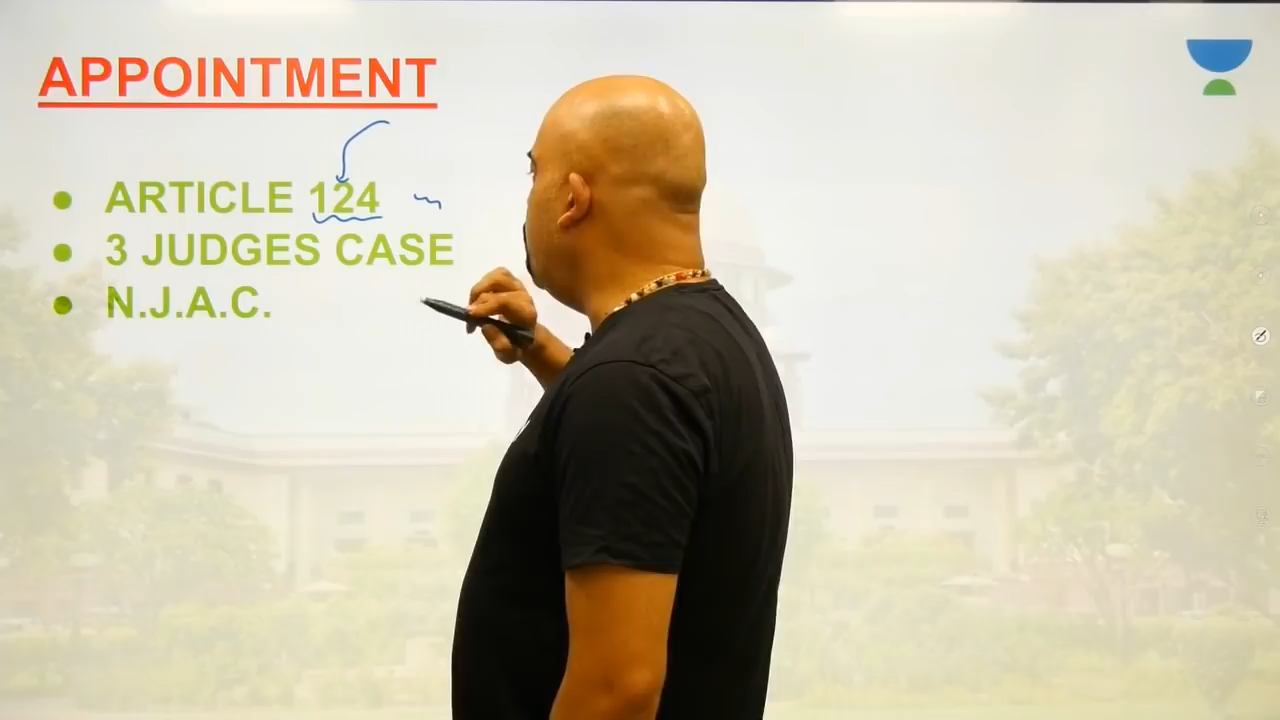 APPOINTMENT
● ARTICLE 124
● 3 JUDGES CASE
● N.J.A.C.